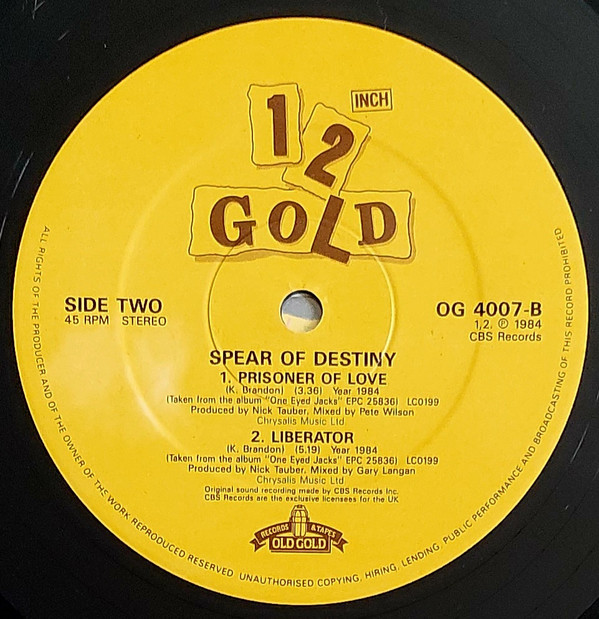 12 INCH
GOLD
SIDE TWO
45 RPM STEREO
OG 4007-B
1,2. ℗ 1984
CBS Records
SPEAR OF DESTINY
1. PRISONER OF LOVE
(K. Brandon) (3.36) Year 1984
(Taken from the album "One Eyed Jacks" EPC 25836) LC0199
Produced by Nick Tauber, Mixed by Pete Wilson
Chrysalis Music Ltd
2. LIBERATOR
(K. Brandon) (5.19) Year 1984
(Taken from the album "One Eyed Jacks" EPC 25836) LC0199
Produced by Nick Tauber. Mixed by Gary Langan
Chrysalis Music Ltd
Original sound recording made by CBS Records Inc.
CBS Records are the exclusive licensees for the UK
RECORDS & TAPES
OLD GOLD
ALL RIGHTS OF THE PRODUCER AND OF THE OWNER OF THE WORK REPRODUCED RESERVED. UNAUTHORISED COPYING, HIRING, LENDING, PUBLIC PERFORMANCE AND BROADCASTING OF THIS RECORD PROHIBITED